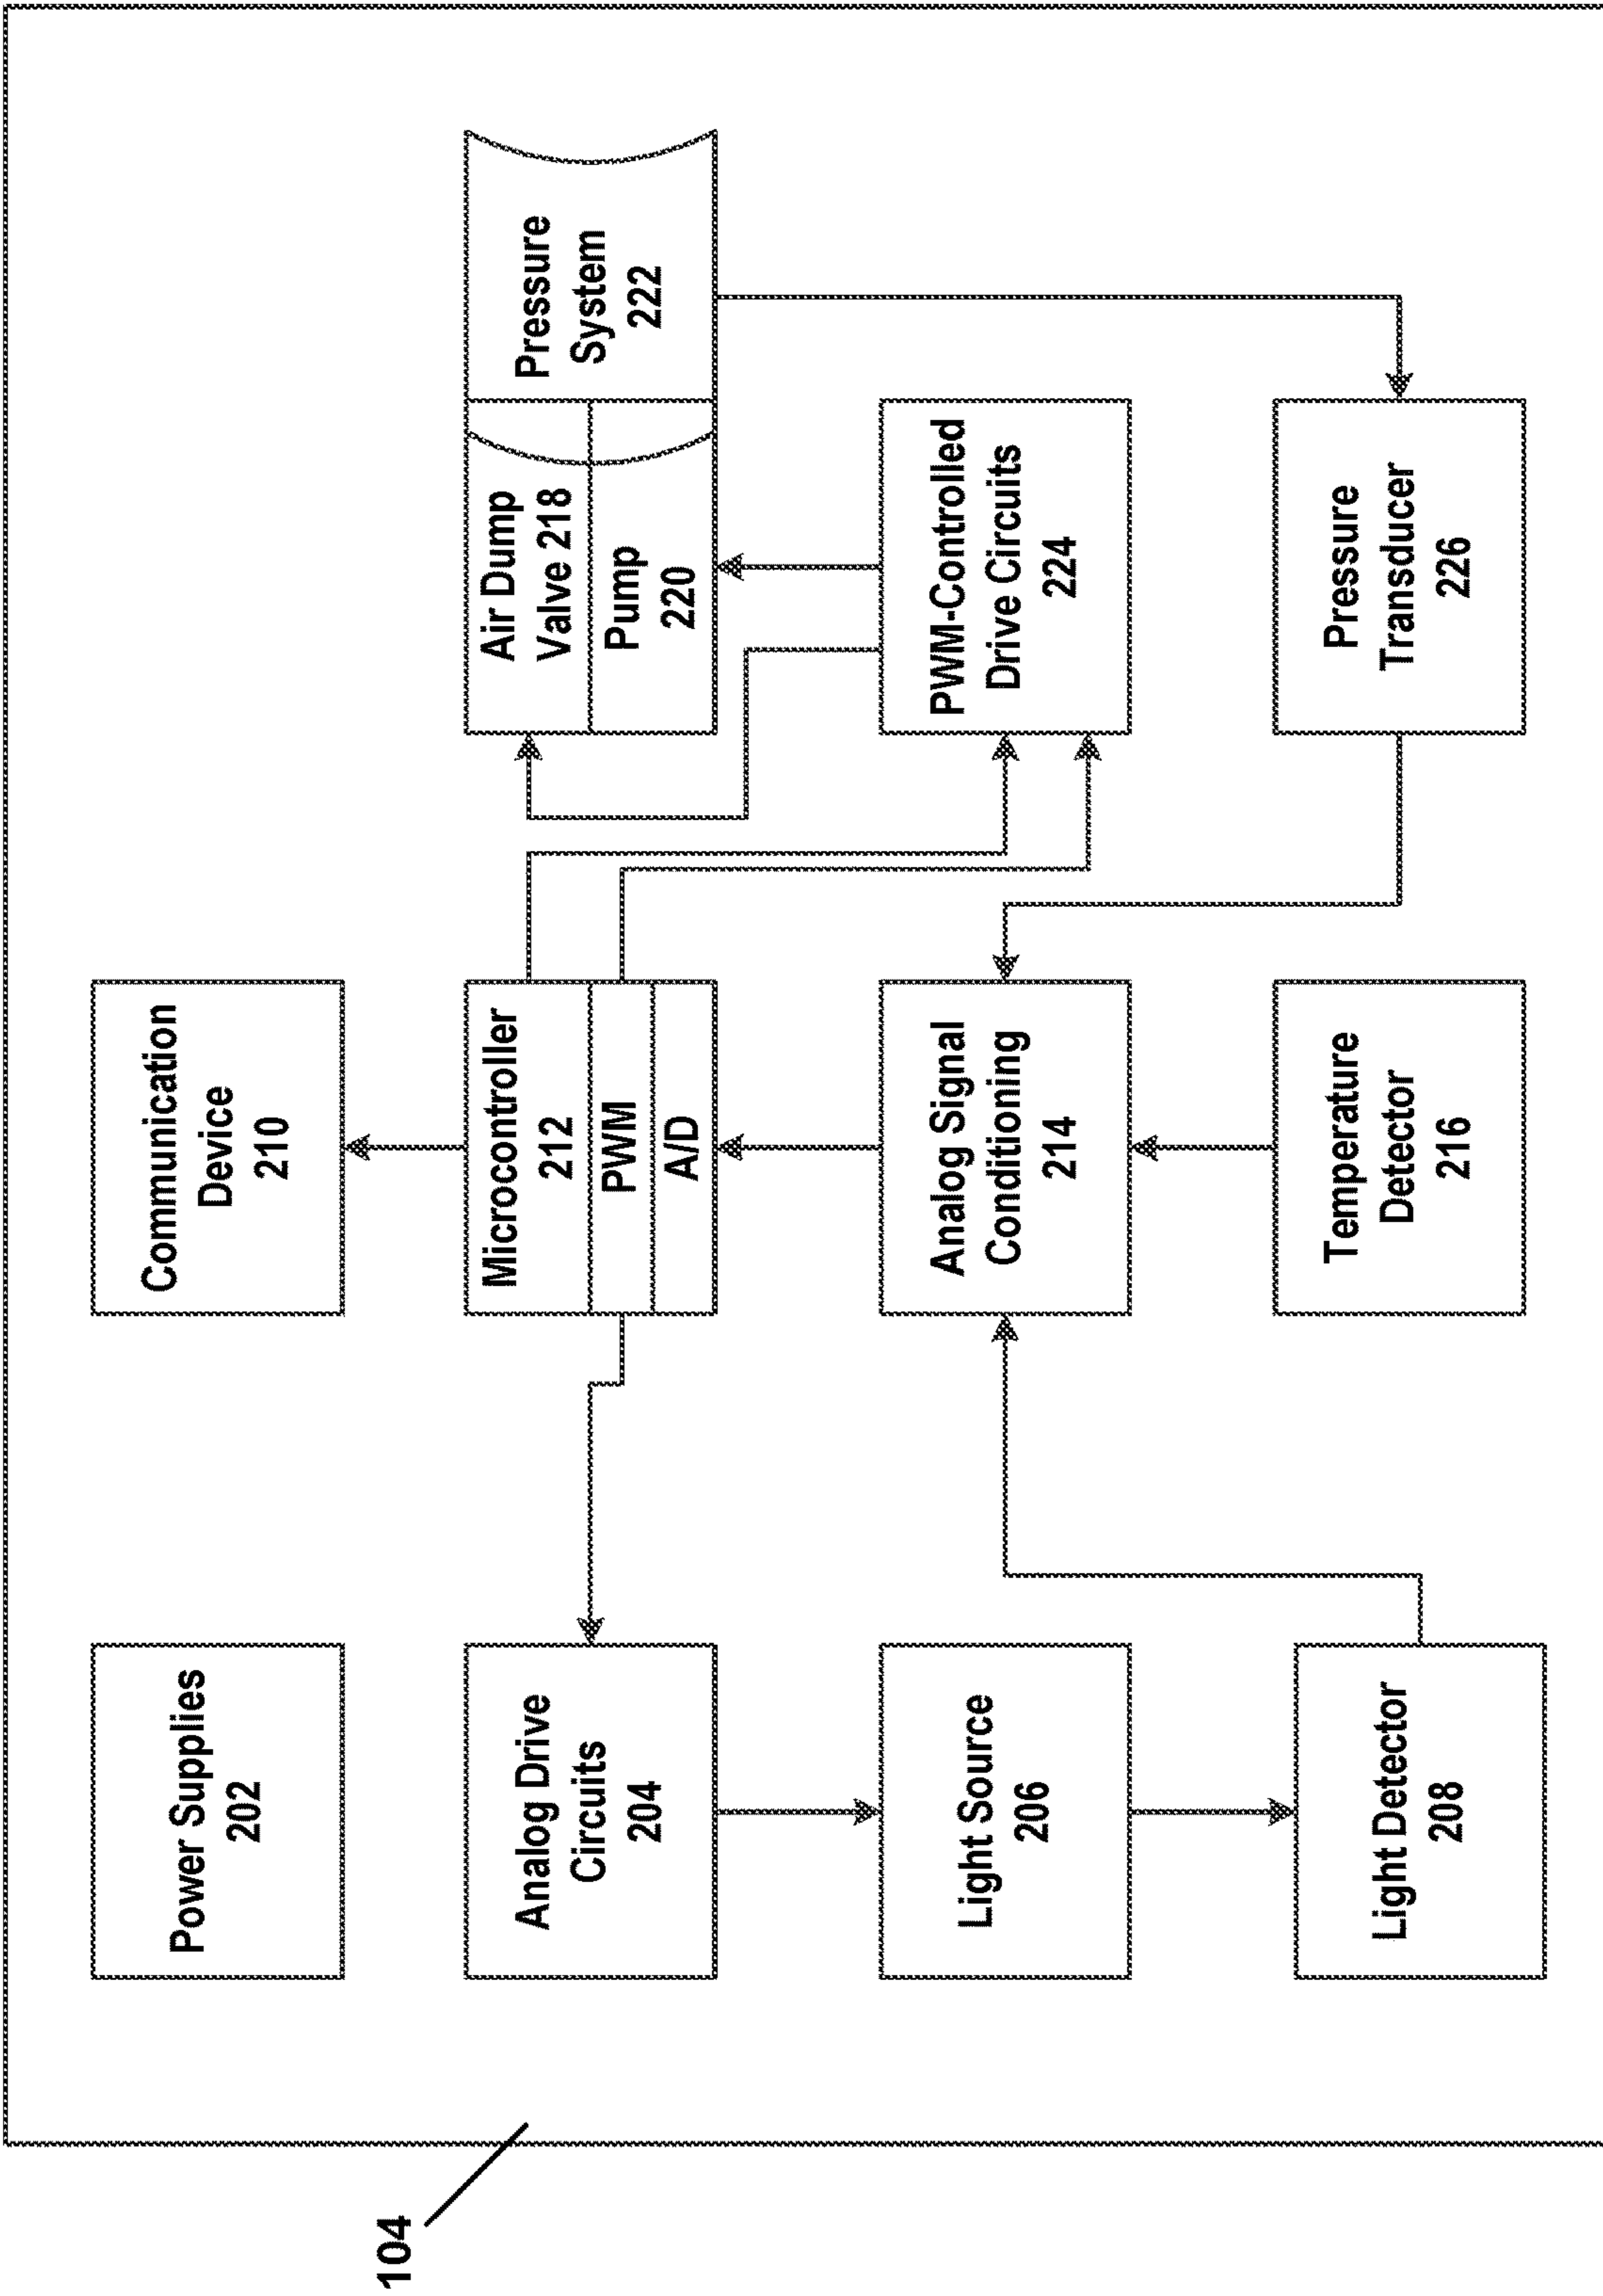 104
Power Supplies
202
Communication
Device
210
Analog Drive
Circuits
204
Microcontroller
212
PWM
A/D
Air Dump
Valve 218
Pump
220
Pressure
System
222
Light Source
206
Analog Signal
Conditioning
214
PWM-Controlled
Drive Circuits
224
Light Detector
208
Temperature
Detector
216
Pressure
Transducer
226